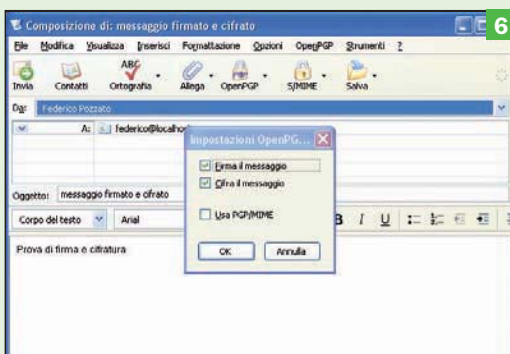 Composizione di: messaggio firmato e cifrato
6
File Modifica Visualizza Inserisci Formattazione Opzioni OpenPGP Strumenti ?
Invia Contatti Ortografia Allega OpenPGP S/MIME Salva
Da: Federico Pozzato
A: federico@localho
Impostazioni OpenPG...
Firma il messaggio
Cifra il messaggio
Usa PGP/MIME
OK Annulla
Oggetto: messaggio firmato e cifrato
Corpo del testo Arial B I U
Prova di firma e cifratura